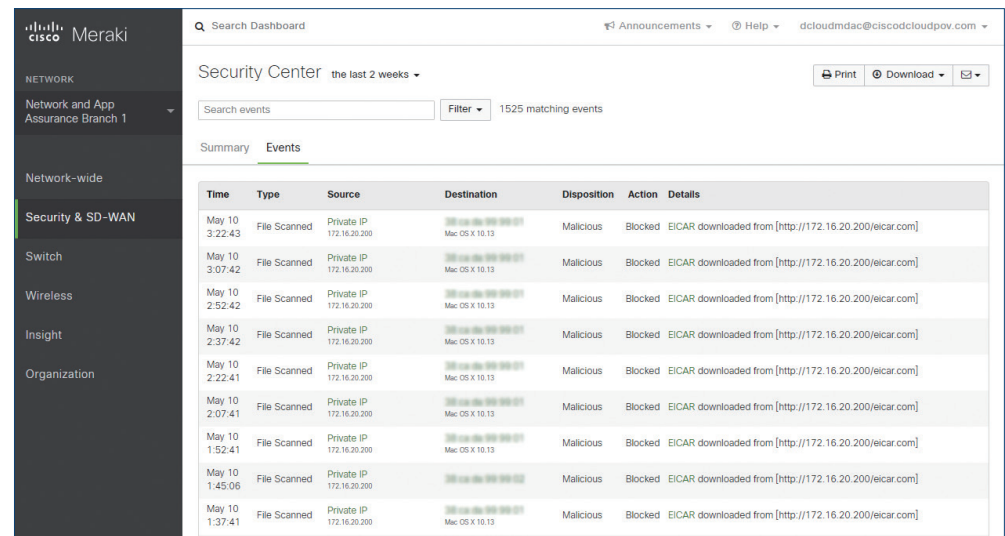 cisco Meraki
Search Dashboard
Announcements
Help
dcloudmdac@ciscodcloudpov.com
NETWORK
Network and App
Assurance Branch 1
Network-wide
Security & SD-WAN
Switch
Wireless
Insight
Organization
Security Center the last 2 weeks
Print Download
Search events Filter 1525 matching events
Summary Events
Time Type Source Destination Disposition Action Details
May 10 File Scanned Private IP Malicious Blocked EICAR downloaded from [http://172.16.20.200/eicar.com]
3:22:43 172.16.20.200 Mac OS X 10.13
May 10 File Scanned Private IP Malicious Blocked EICAR downloaded from [http://172.16.20.200/eicar.com]
3:07:42 172.16.20.200 Mac OS X 10.13
May 10 File Scanned Private IP Malicious Blocked EICAR downloaded from [http://172.16.20.200/eicar.com]
2:52:42 172.16.20.200 Mac OS X 10.13
May 10 File Scanned Private IP Malicious Blocked EICAR downloaded from [http://172.16.20.200/eicar.com]
2:37:42 172.16.20.200 Mac OS X 10.13
May 10 File Scanned Private IP Malicious Blocked EICAR downloaded from [http://172.16.20.200/eicar.com]
2:22:41 172.16.20.200 Mac OS X 10.13
May 10 File Scanned Private IP Malicious Blocked EICAR downloaded from [http://172.16.20.200/eicar.com]
2:07:41 172.16.20.200 Mac OS X 10.13
May 10 File Scanned Private IP Malicious Blocked EICAR downloaded from [http://172.16.20.200/eicar.com]
1:52:41 172.16.20.200 Mac OS X 10.13
May 10 File Scanned Private IP Malicious Blocked EICAR downloaded from [http://172.16.20.200/eicar.com]
1:45:06 172.16.20.200
May 10 File Scanned Private IP Malicious Blocked EICAR downloaded from [http://172.16.20.200/eicar.com]
1:37:41 172.16.20.200 Mac OS X 10.13